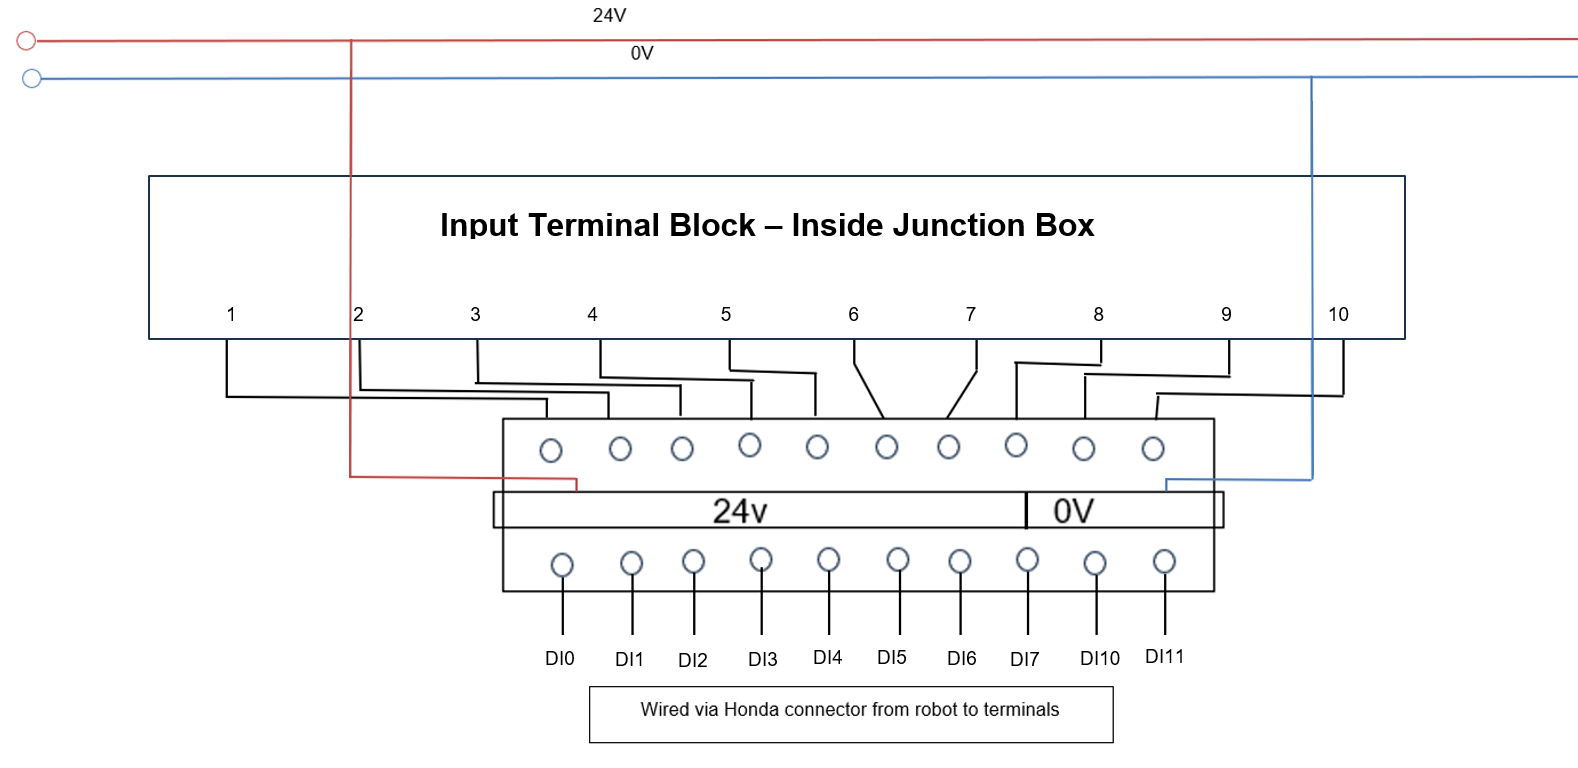 24V
0V
Input Terminal Block – Inside Junction Box
1 2 3 4 5 6 7 8 9 10
24v 0V
DI0 DI1 DI2 DI3 DI4 DI5 DI6 DI7 DI10 DI11
Wired via Honda connector from robot to terminals